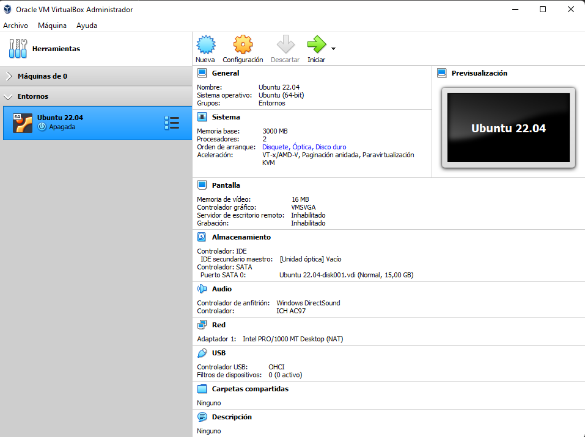 Oracle VM VirtualBox Administrador
Archivo Máquina Ayuda
Herramientas
Máquinas de 0
Entornos
Ubuntu 22.04
Apagada
Nueva Configuración Descartar Iniciar
General
Nombre: Ubuntu 22.04
Sistema operativo: Ubuntu (64-bit)
Grupos: Entornos
Previsualización
Ubuntu 22.04
Sistema
Memoria base: 3000 MB
Procesadores: 2
Orden de arranque: Disquete, Óptica, Disco duro
Aceleración: VT-x/AMD-V, Paginación anidada, Paravirtualización
KVM
Pantalla
Memoria de vídeo: 16 MB
Controlador gráfico: VMSVGA
Servidor de escritorio remoto: Inhabilitado
Grabación: Inhabilitado
Almacenamiento
Controlador: IDE
IDE secundario maestro: [Unidad óptica] Vacío
Controlador: SATA
Puerto SATA 0: Ubuntu 22.04-disk001.vdi (Normal, 15,00 GB)
Audio
Controlador de anfitrión: Windows DirectSound
Controlador: ICH AC97
Red
Adaptador 1: Intel PRO/1000 MT Desktop (NAT)
USB
Controlador USB: OHCI
Filtros de dispositivos: 0 (0 activo)
Carpetas compartidas
Ninguno
Descripción
Ninguno